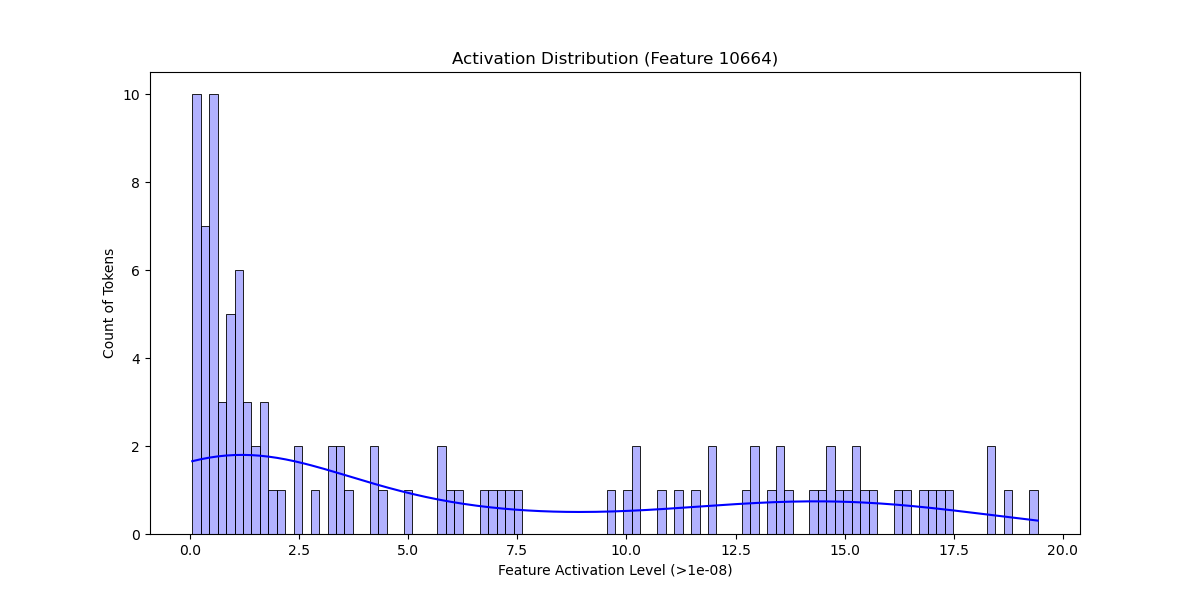 Activation Distribution (Feature 10664)
10
8
6
4
2
0
Count of Tokens
0.0 2.5 5.0 7.5 10.0 12.5 15.0 17.5 20.0
Feature Activation Level (>1e-08)